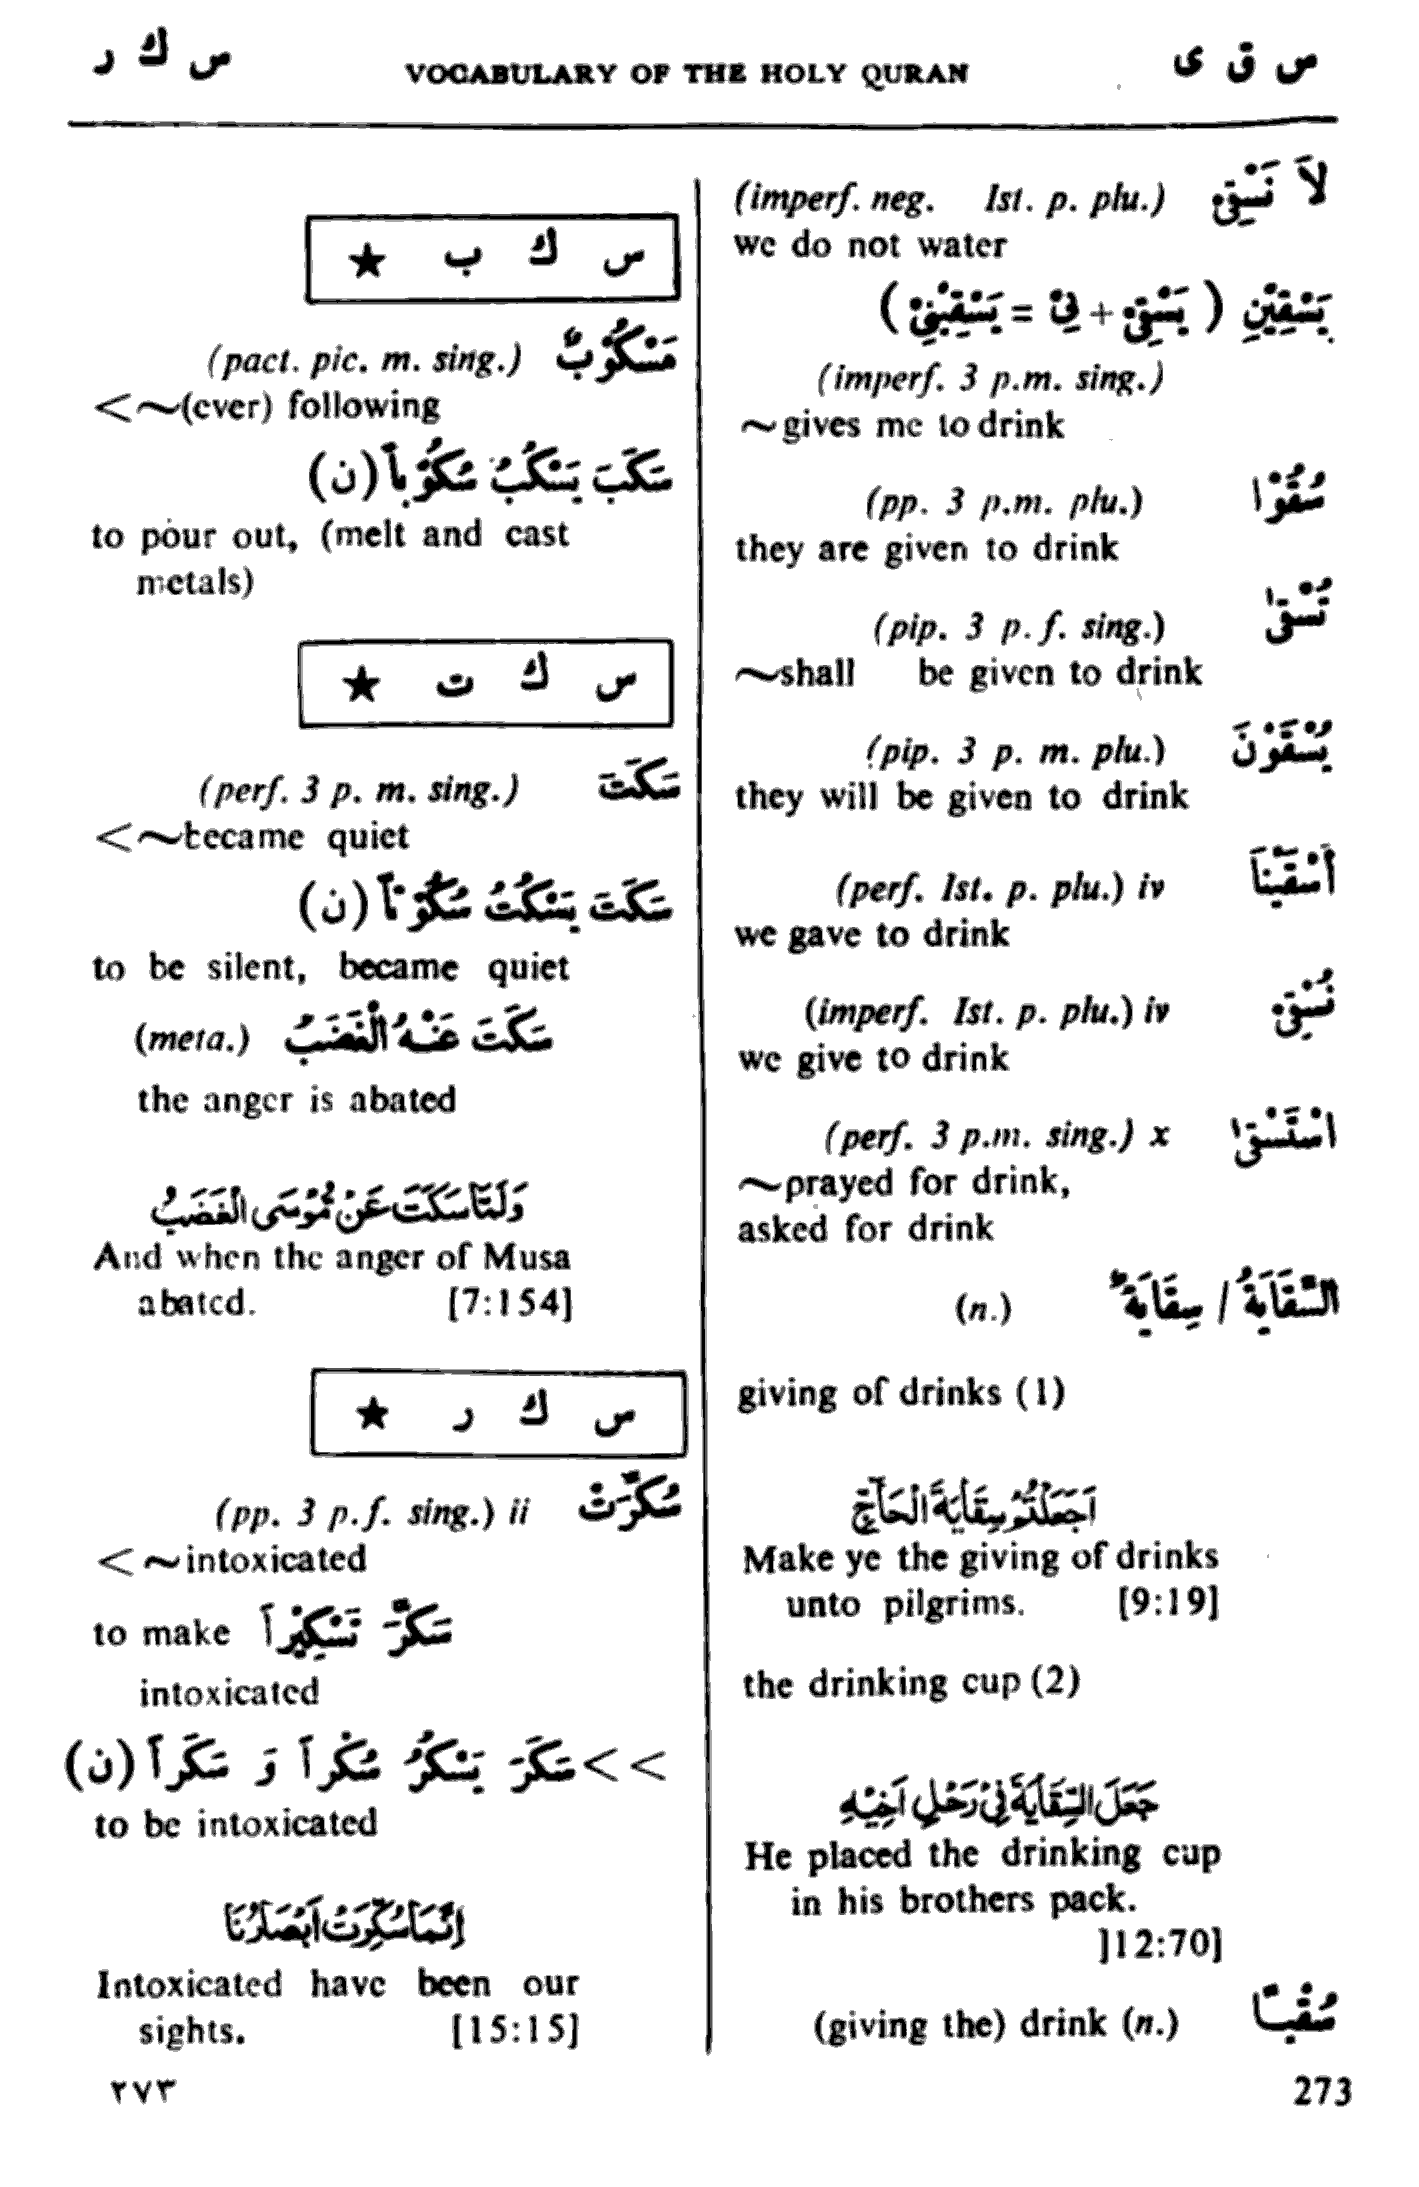 س ق ى
VOCABULARY OF THE HOLY QURAN
س ك ر
لاَ نَسْقِىْ (imperf. neg. Ist. p. plu.)
we do not water
يَسْقِيْنِ ( يَسْقِىْ + نِىْ = يَسْقِيْنِىْ )
(imperf. 3 p.m. sing.)
~gives me to drink
سُقُوْا (pp. 3 p.m. plu.)
they are given to drink
تُسْقىٰ (pip. 3 p. f. sing.)
~shall be given to drink
يُسْقَوْنَ (pip. 3 p. m. plu.)
they will be given to drink
اَسْقَيْنَا (perf. Ist. p. plu.) iv
we gave to drink
نُسْقِىْ (imperf. Ist. p. plu.) iv
we give to drink
اسْتَسْقىٰ (perf. 3 p.m. sing.) x
~prayed for drink,
asked for drink
السِّقَايَةُ / سِقَايَةٌ (n.)
giving of drinks (1)
اَجَعَلْتُمْ سِقَايَةَ الْحَآجِّ
Make ye the giving of drinks
unto pilgrims. [9:19]
the drinking cup (2)
جَعَلَ السِّقَايَةَ فِىْ رَحْلِ اَخِيْهِ
He placed the drinking cup
in his brothers pack.
]12:70]
سُقْيَا (giving the) drink (n.)
س ك ب ★
مَسْكُوْبٌ (pact. pic. m. sing.)
<~(ever) following
سَكَبَ يَسْكُبُ سُكُوْباً (ن)
to pour out, (melt and cast
metals)
س ك ت ★
سَكَتَ (perf. 3 p. m. sing.)
<~became quiet
سَكَتَ يَسْكُتُ سُكُوْتاً (ن)
to be silent, became quiet
سَكَتَ عَنْهُ الْغَضَبُ (meta.)
the anger is abated
وَلَمَّا سَكَتَ عَنْ مُّوْسَى الْغَضَبُ
And when the anger of Musa
abated. [7:154]
س ك ر ★
سُكِّرَتْ (pp. 3 p.f. sing.) ii
<~intoxicated
سَكَّرَ تَسْكِيْراً to make
intoxicated
<< سَكَرَ يَسْكُرُ سُكْراً وَ سَكَراً (ن)
to be intoxicated
اِنَّمَا سُكِّرَتْ اَبْصَارُنَا
Intoxicated have been our
sights. [15:15]
٢٧٣
273